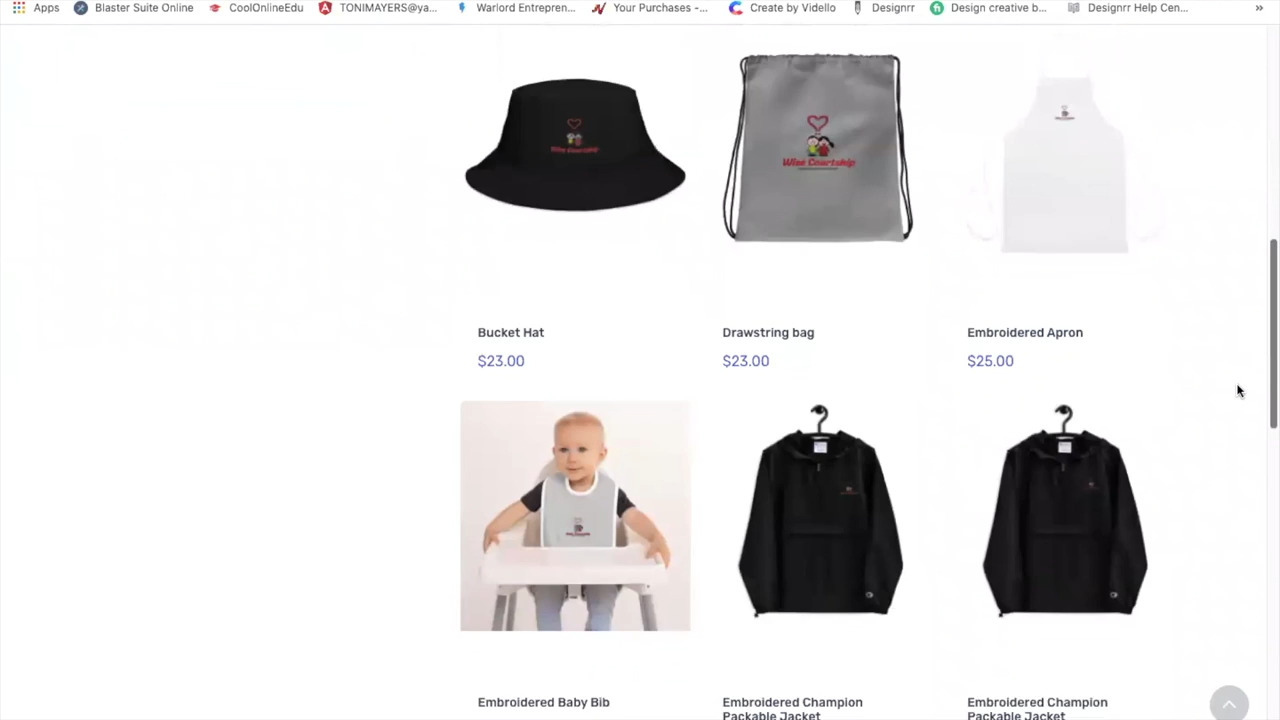 Apps Blaster Suite Online CoolOnlineEdu TONIMAYERS@ya... Warlord Entrepren... Your Purchases -... Create by Vidello Designrr Design creative b... Designrr Help Cen... »
Wise Courtship
Wise Courtship
Bucket Hat
$23.00
Drawstring bag
$23.00
Embroidered Apron
$25.00
Embroidered Baby Bib
Embroidered Champion
Packable Jacket
Embroidered Champion
Packable Jacket